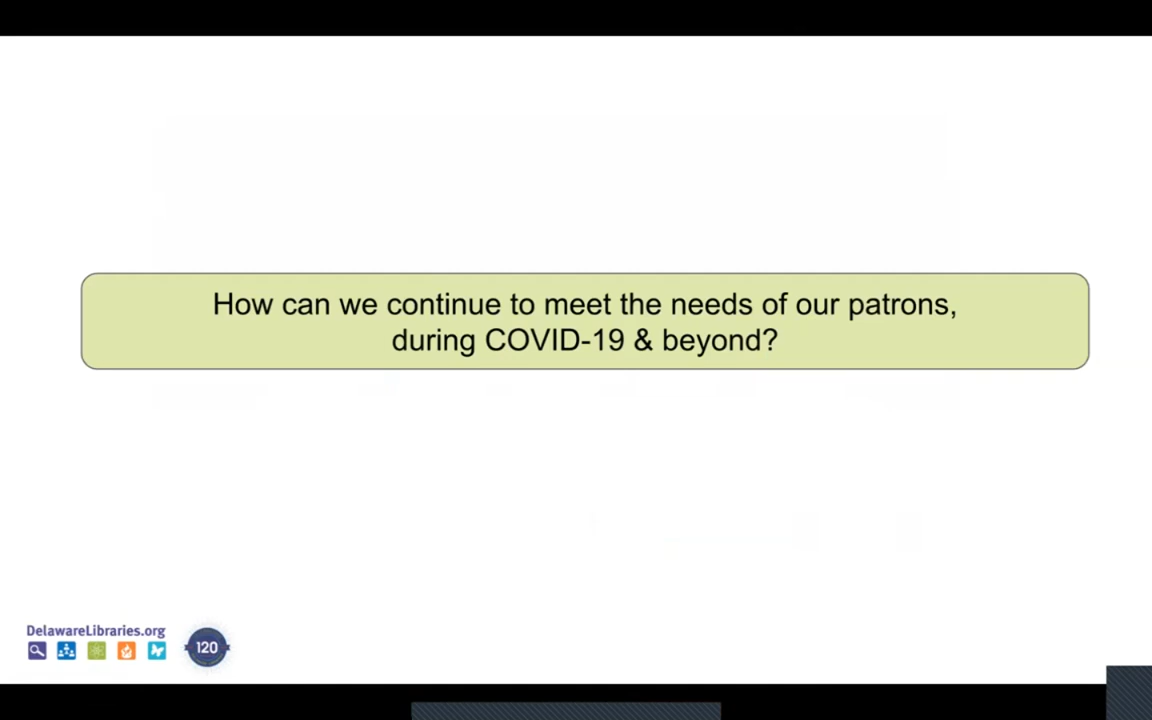 How can we continue to meet the needs of our patrons,
during COVID-19 & beyond?
DelawareLibraries.org
120